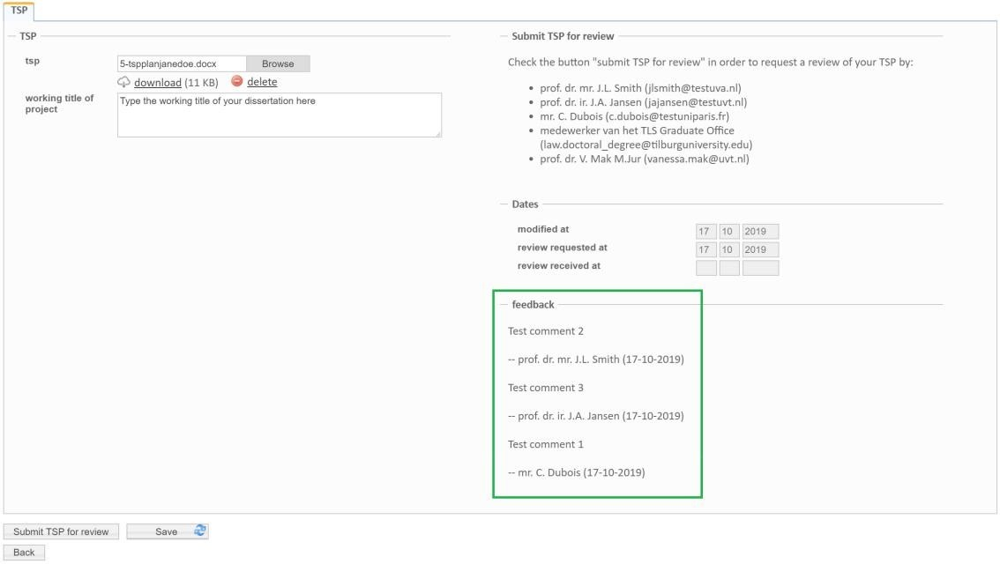 TSP
TSP
tsp
5-tspplanjanedoe.docx Browse
download (11 KB) delete
working title of
project
Type the working title of your dissertation here
Submit TSP for review
Check the button "submit TSP for review" in order to request a review of your TSP by:
• prof. dr. mr. J.L. Smith (jlsmith@testuva.nl)
• prof. dr. ir. J.A. Jansen (jajansen@testuvt.nl)
• mr. C. Dubois (c.dubois@testuniparis.fr)
• medewerker van het TLS Graduate Office
(law.doctoral_degree@tilburguniversity.edu)
• prof. dr. V. Mak M.Jur (vanessa.mak@uvt.nl)
Dates
modified at 17 10 2019
review requested at 17 10 2019
review received at
feedback
Test comment 2
-- prof. dr. mr. J.L. Smith (17-10-2019)
Test comment 3
-- prof. dr. ir. J.A. Jansen (17-10-2019)
Test comment 1
-- mr. C. Dubois (17-10-2019)
Submit TSP for review Save
Back